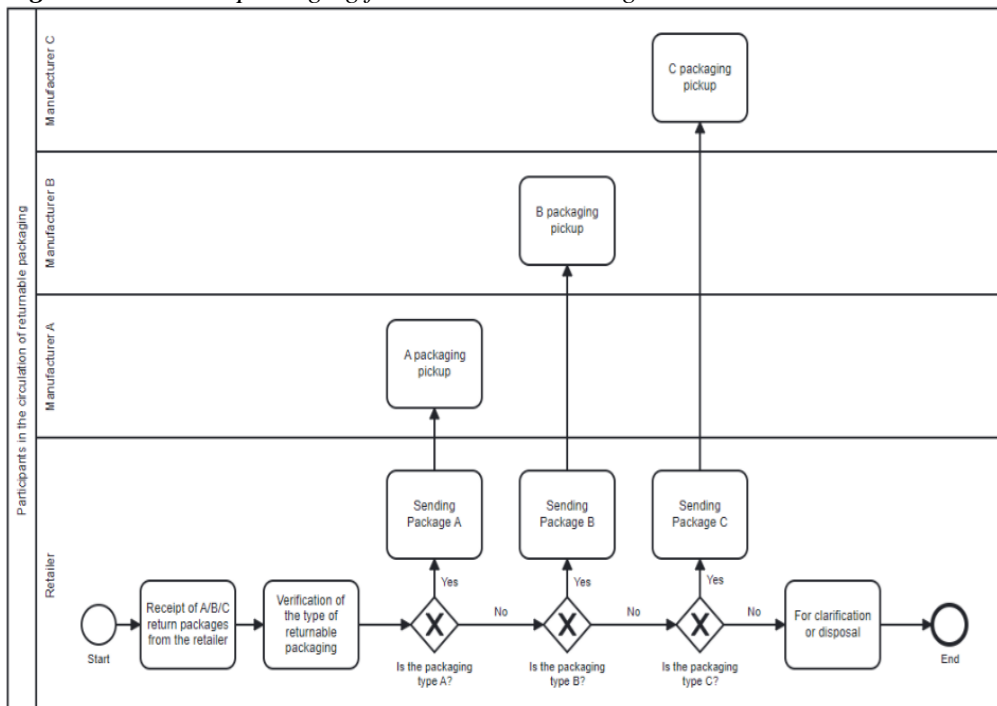 Participants in the circulation of returnable packaging
Manufacturer C
C packaging
pickup
Manufacturer B
B packaging
pickup
Manufacturer A
A packaging
pickup
Retailer
Sending
Package A
Sending
Package B
Sending
Package C
Yes
Yes
Yes
Start
Receipt of A/B/C
return packages
from the retailer
Verification of
the type of
returnable
packaging
X
No
X
No
X
No
For clarification
or disposal
End
Is the packaging
type A?
Is the packaging
type B?
Is the packaging
type C?